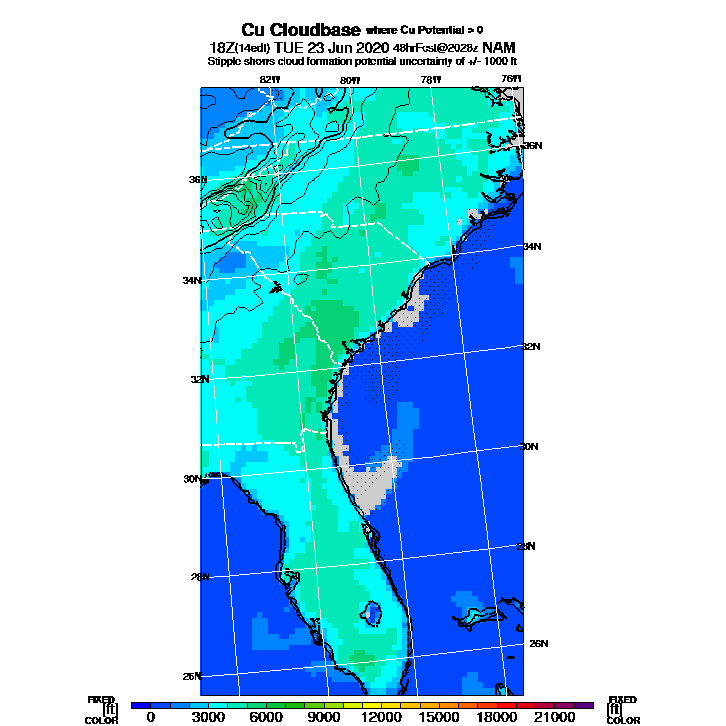 Cu Cloudbase where Cu Potential > 0
18Z(14edt) TUE 23 Jun 2020 48hrFcst@2028z NAM
Stipple shows cloud formation potential uncertainty of +/- 1000 ft
82W 80W 78W 76W
36N
36N
34N
34N
32N
32N
30N
30N
28N
28N
26N
26N
FIXED FIXED
[ft] [ft]
COLOR 0 3000 6000 9000 12000 15000 18000 21000 COLOR